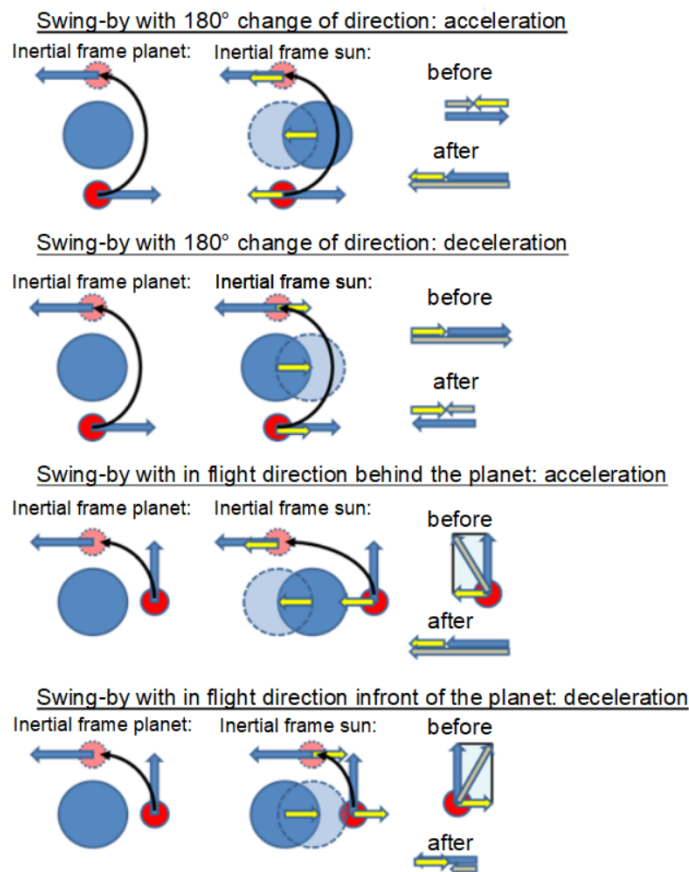 Swing-by with 180° change of direction: acceleration
Inertial frame planet: Inertial frame sun:
before
after
Swing-by with 180° change of direction: deceleration
Inertial frame planet: Inertial frame sun:
before
after
Swing-by with in flight direction behind the planet: acceleration
Inertial frame planet: Inertial frame sun:
before
after
Swing-by with in flight direction infront of the planet: deceleration
Inertial frame planet: Inertial frame sun:
before
after